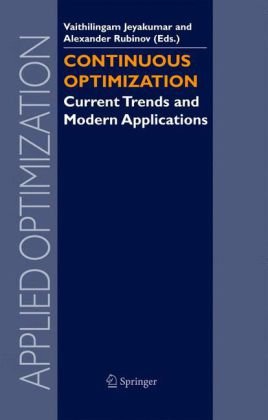 Vaithilingam Jeyakumar and
Alexander Rubinov (Eds.)
CONTINUOUS
OPTIMIZATION
Current Trends and
Modern Applications
APPLIED OPTIMIZATION
Springer